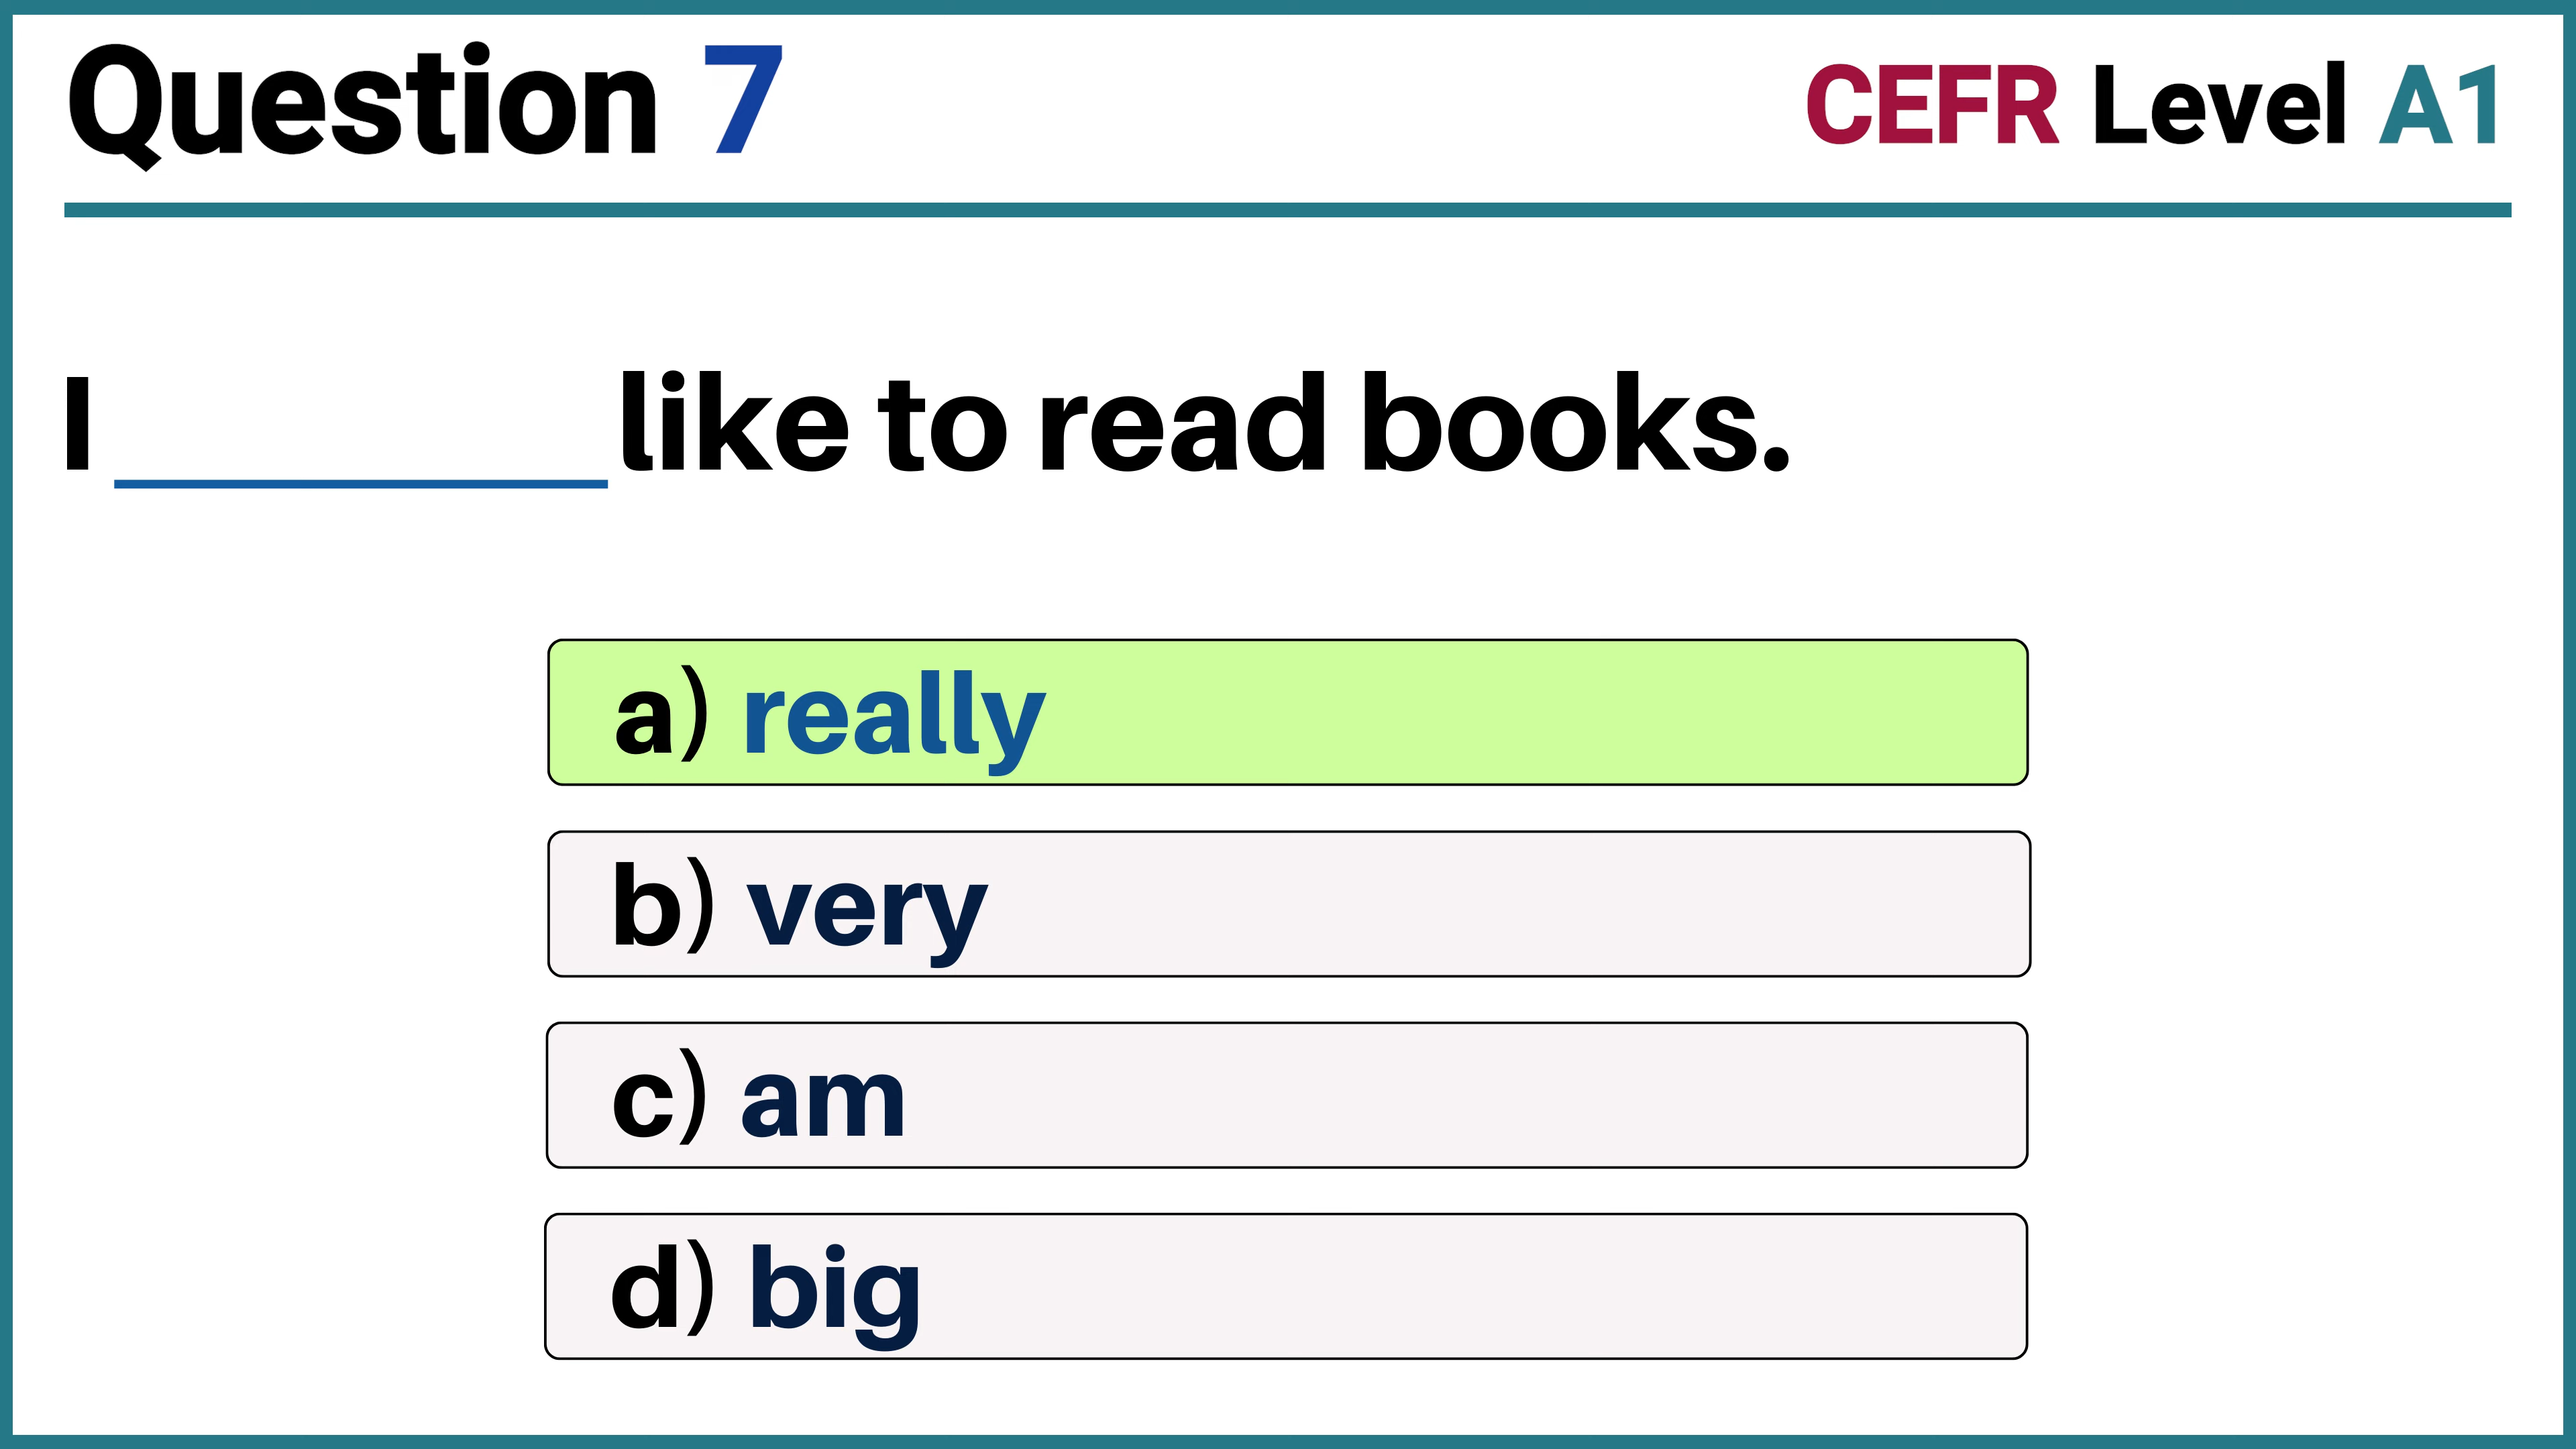 Question 7
CEFR Level A1
I ________ like to read books.
a) really
b) very
c) am
d) big